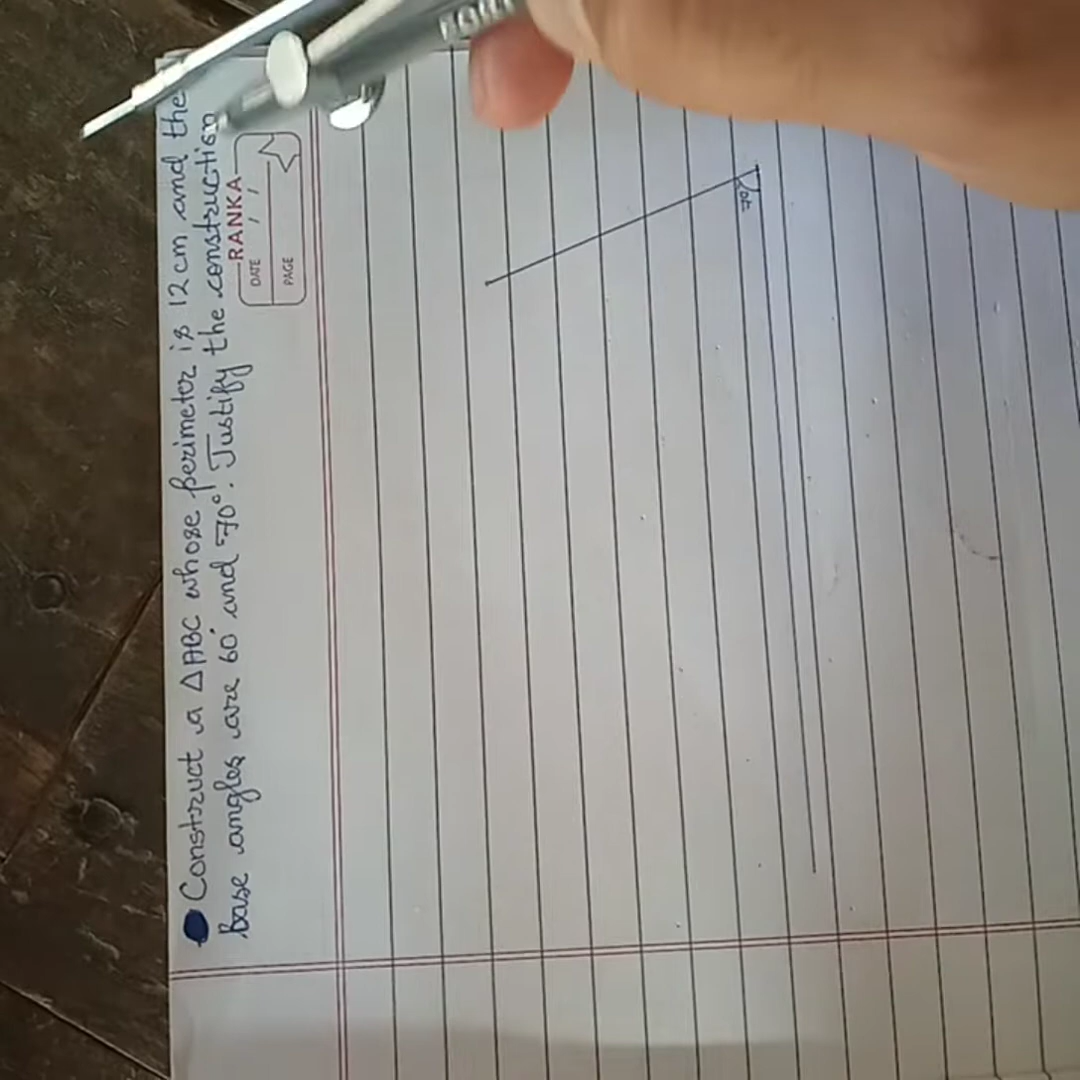 Construct a ΔABC whose perimeter is 12 cm and the
base angles are 60° and 70°. Justify the construction
RANKA
DATE / /
PAGE
70